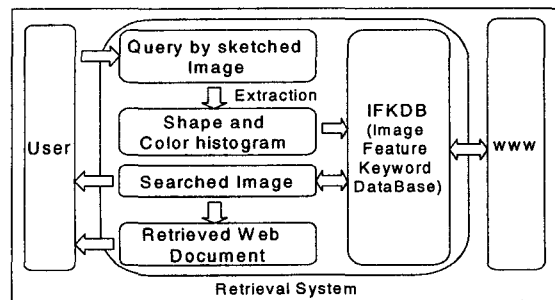 User
Query by sketched
Image
Extraction
Shape and
Color histogram
Searched Image
Retrieved Web
Document
IFKDB
(Image
Feature
Keyword
DataBase)
www
Retrieval System